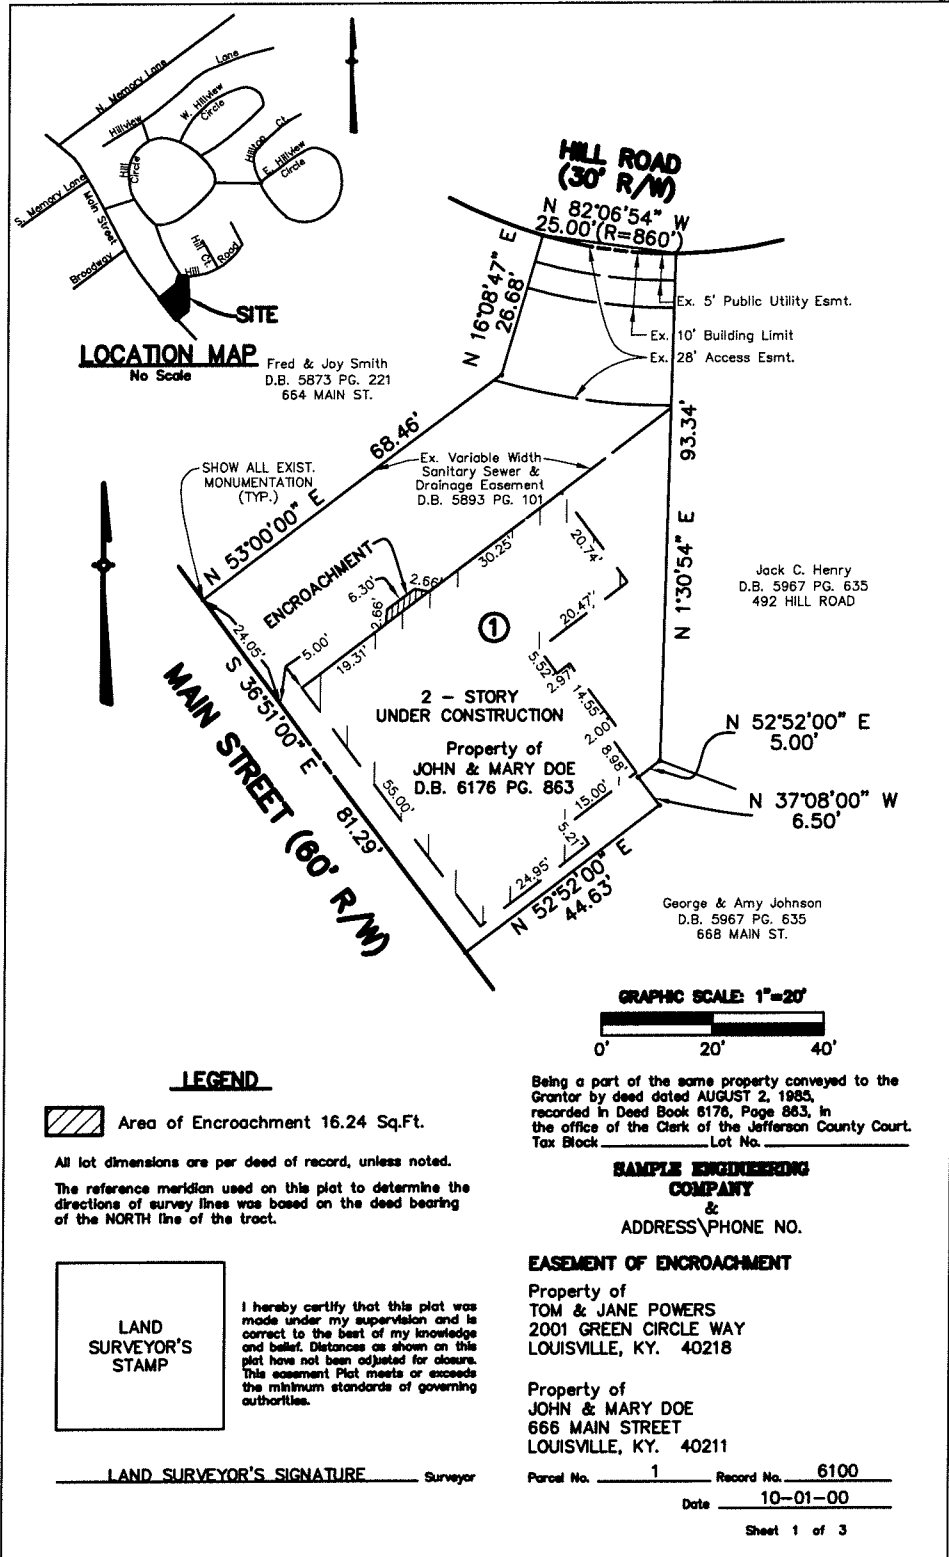 N. Memory Lane
Hillview
Lane
W. Hillview
Circle
Hill
Circle
Hilltop Ct.
E. Hillview
Circle
S. Memory Lane
Main Street
Broadway
Hill Ct.
Hill
Road
SITE
LOCATION MAP
No Scale
HILL ROAD
(30' R/W)
N 82°06'54" W
25.00'(R=860')
N 16°08'47" E
26.68'
Ex. 5' Public Utility Esmt.
Ex. 10' Building Limit
Ex. 28' Access Esmt.
Fred & Joy Smith
D.B. 5873 PG. 221
664 MAIN ST.
68.46'
N 53°00'00" E
93.34'
N 1°30'54" E
SHOW ALL EXIST.
MONUMENTATION
(TYP.)
Ex. Variable Width
Sanitary Sewer &
Drainage Easement
D.B. 5893 PG. 101
ENCROACHMENT
6.30'
2.66'
2.66'
30.25'
20.74'
20.47'
Jack C. Henry
D.B. 5967 PG. 635
492 HILL ROAD
24.05'
5.00'
19.31'
1
5.52'
2.97'
14.55'
2.00'
8.98'
S 36°51'00" E
81.29'
MAIN STREET (60' R/W)
2 - STORY
UNDER CONSTRUCTION
Property of
JOHN & MARY DOE
D.B. 6176 PG. 863
55.00'
15.00'
5.21'
24.95'
N 52°52'00" E
5.00'
N 37°08'00" W
6.50'
N 52°52'00" E
44.63'
George & Amy Johnson
D.B. 5967 PG. 635
668 MAIN ST.
GRAPHIC SCALE: 1"=20'
0' 20' 40'
LEGEND
Area of Encroachment 16.24 Sq.Ft.
All lot dimensions are per deed of record, unless noted.
The reference meridian used on this plat to determine the
directions of survey lines was based on the deed bearing
of the NORTH line of the tract.
LAND
SURVEYOR'S
STAMP
I hereby certify that this plat was
made under my supervision and is
correct to the best of my knowledge
and belief. Distances as shown on this
plat have not been adjusted for closure.
This easement Plat meets or exceeds
the minimum standards of governing
authorities.
LAND SURVEYOR'S SIGNATURE Surveyor
Being a part of the same property conveyed to the
Grantor by deed dated AUGUST 2, 1985,
recorded in Deed Book 6176, Page 863, in
the office of the Clerk of the Jefferson County Court.
Tax Block Lot No.
SAMPLE ENGINEERING
COMPANY
&
ADDRESS\PHONE NO.
EASEMENT OF ENCROACHMENT
Property of
TOM & JANE POWERS
2001 GREEN CIRCLE WAY
LOUISVILLE, KY. 40218
Property of
JOHN & MARY DOE
666 MAIN STREET
LOUISVILLE, KY. 40211
Parcel No. 1 Record No. 6100
Date 10-01-00
Sheet 1 of 3